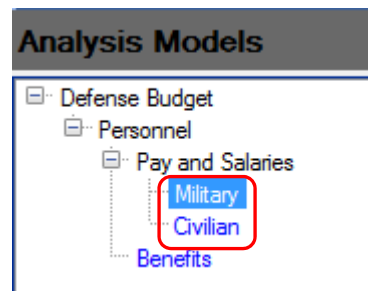 Analysis Models
Defense Budget
Personnel
Pay and Salaries
Military
Civilian
Benefits